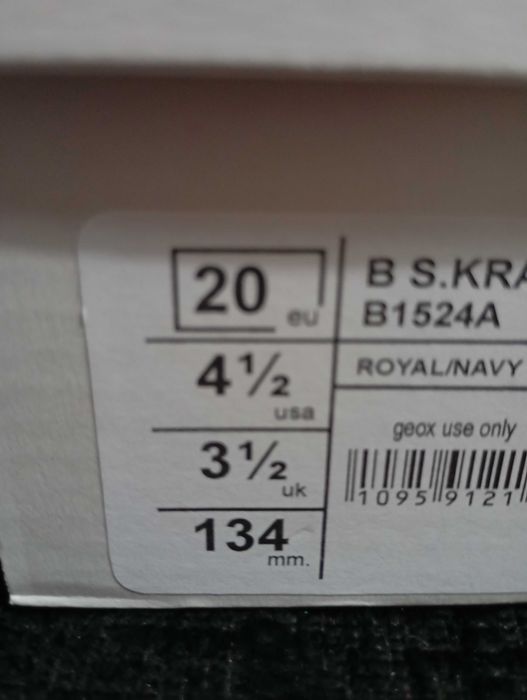 20 eu
4½ usa
3½ uk
134 mm.
B S.KRA
B1524A
ROYAL/NAVY
geox use only
1095 9121